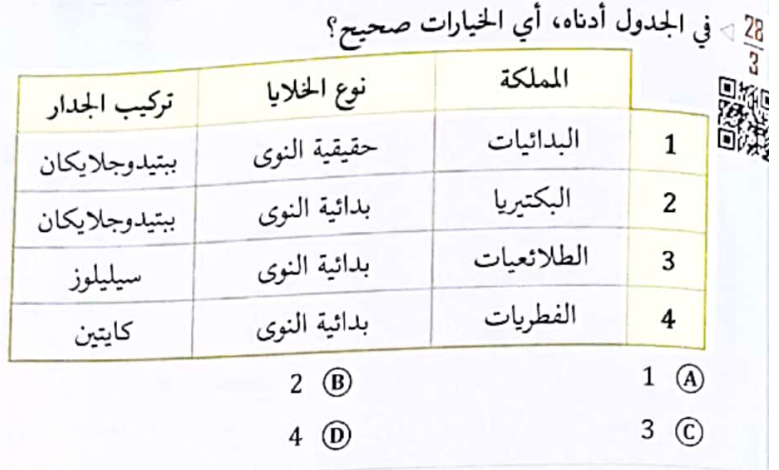 28
3
في الجدول أدناه، أي الخيارات صحيح؟
المملكة نوع الخلايا تركيب الجدار
1 البدائيات حقيقية النوى ببتيدوجلايكان
2 البكتيريا بدائية النوى ببتيدوجلايكان
3 الطلائعيات بدائية النوى سيليلوز
4 الفطريات بدائية النوى كايتين
A 1 B 2
C 3 D 4